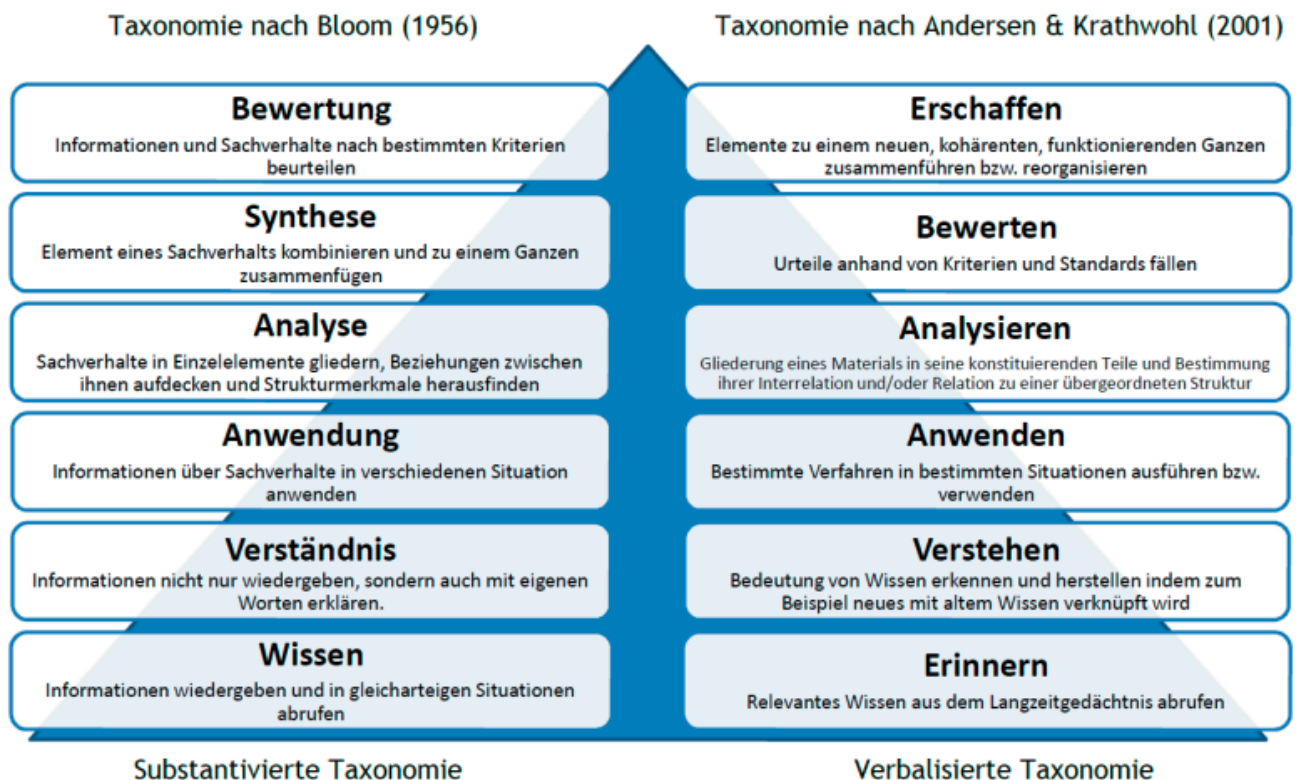 Taxonomie nach Bloom (1956)
Taxonomie nach Andersen & Krathwohl (2001)
Bewertung
Informationen und Sachverhalte nach bestimmten Kriterien
beurteilen
Erschaffen
Elemente zu einem neuen, kohärenten, funktionierenden Ganzen
zusammenführen bzw. reorganisieren
Synthese
Element eines Sachverhalts kombinieren und zu einem Ganzen
zusammenfügen
Bewerten
Urteile anhand von Kriterien und Standards fällen
Analyse
Sachverhalte in Einzelelemente gliedern, Beziehungen zwischen
ihnen aufdecken und Strukturmerkmale herausfinden
Analysieren
Gliederung eines Materials in seine konstituierenden Teile und Bestimmung
ihrer Interrelation und/oder Relation zu einer übergeordneten Struktur
Anwendung
Informationen über Sachverhalte in verschiedenen Situation
anwenden
Anwenden
Bestimmte Verfahren in bestimmten Situationen ausführen bzw.
verwenden
Verständnis
Informationen nicht nur wiedergeben, sondern auch mit eigenen
Worten erklären.
Verstehen
Bedeutung von Wissen erkennen und herstellen indem zum
Beispiel neues mit altem Wissen verknüpft wird
Wissen
Informationen wiedergeben und in gleicharteigen Situationen
abrufen
Erinnern
Relevantes Wissen aus dem Langzeitgedächtnis abrufen
Substantivierte Taxonomie
Verbalisierte Taxonomie